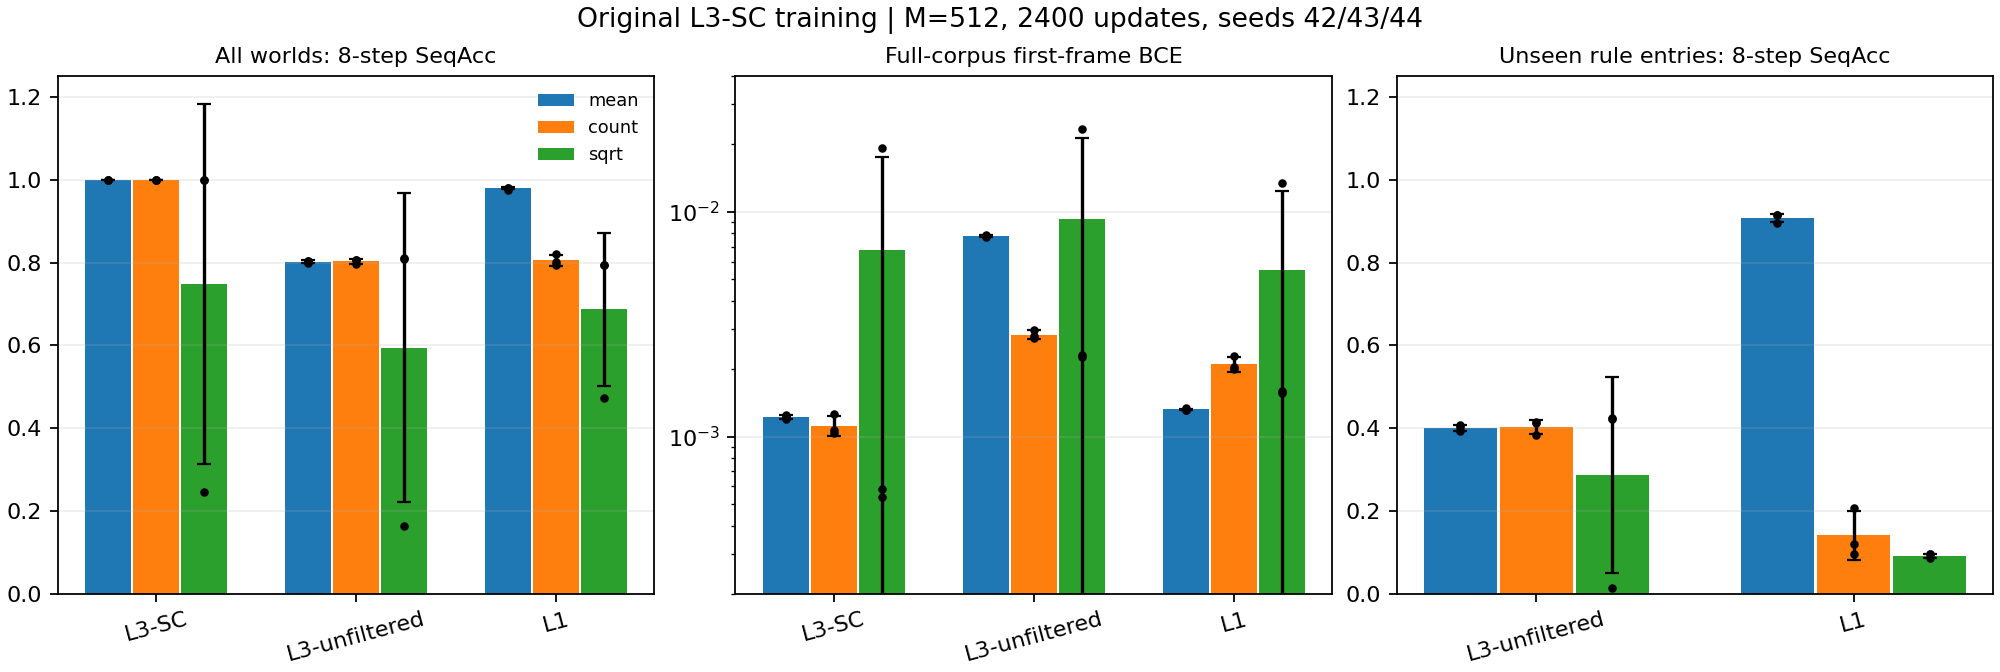 Original L3-SC training | M=512, 2400 updates, seeds 42/43/44
All worlds: 8-step SeqAcc
1.2
1.0
0.8
0.6
0.4
0.2
0.0
mean
count
sqrt
L3-SC
L3-unfiltered
L1
Full-corpus first-frame BCE
10⁻²
10⁻³
L3-SC
L3-unfiltered
L1
Unseen rule entries: 8-step SeqAcc
1.2
1.0
0.8
0.6
0.4
0.2
0.0
L3-unfiltered
L1